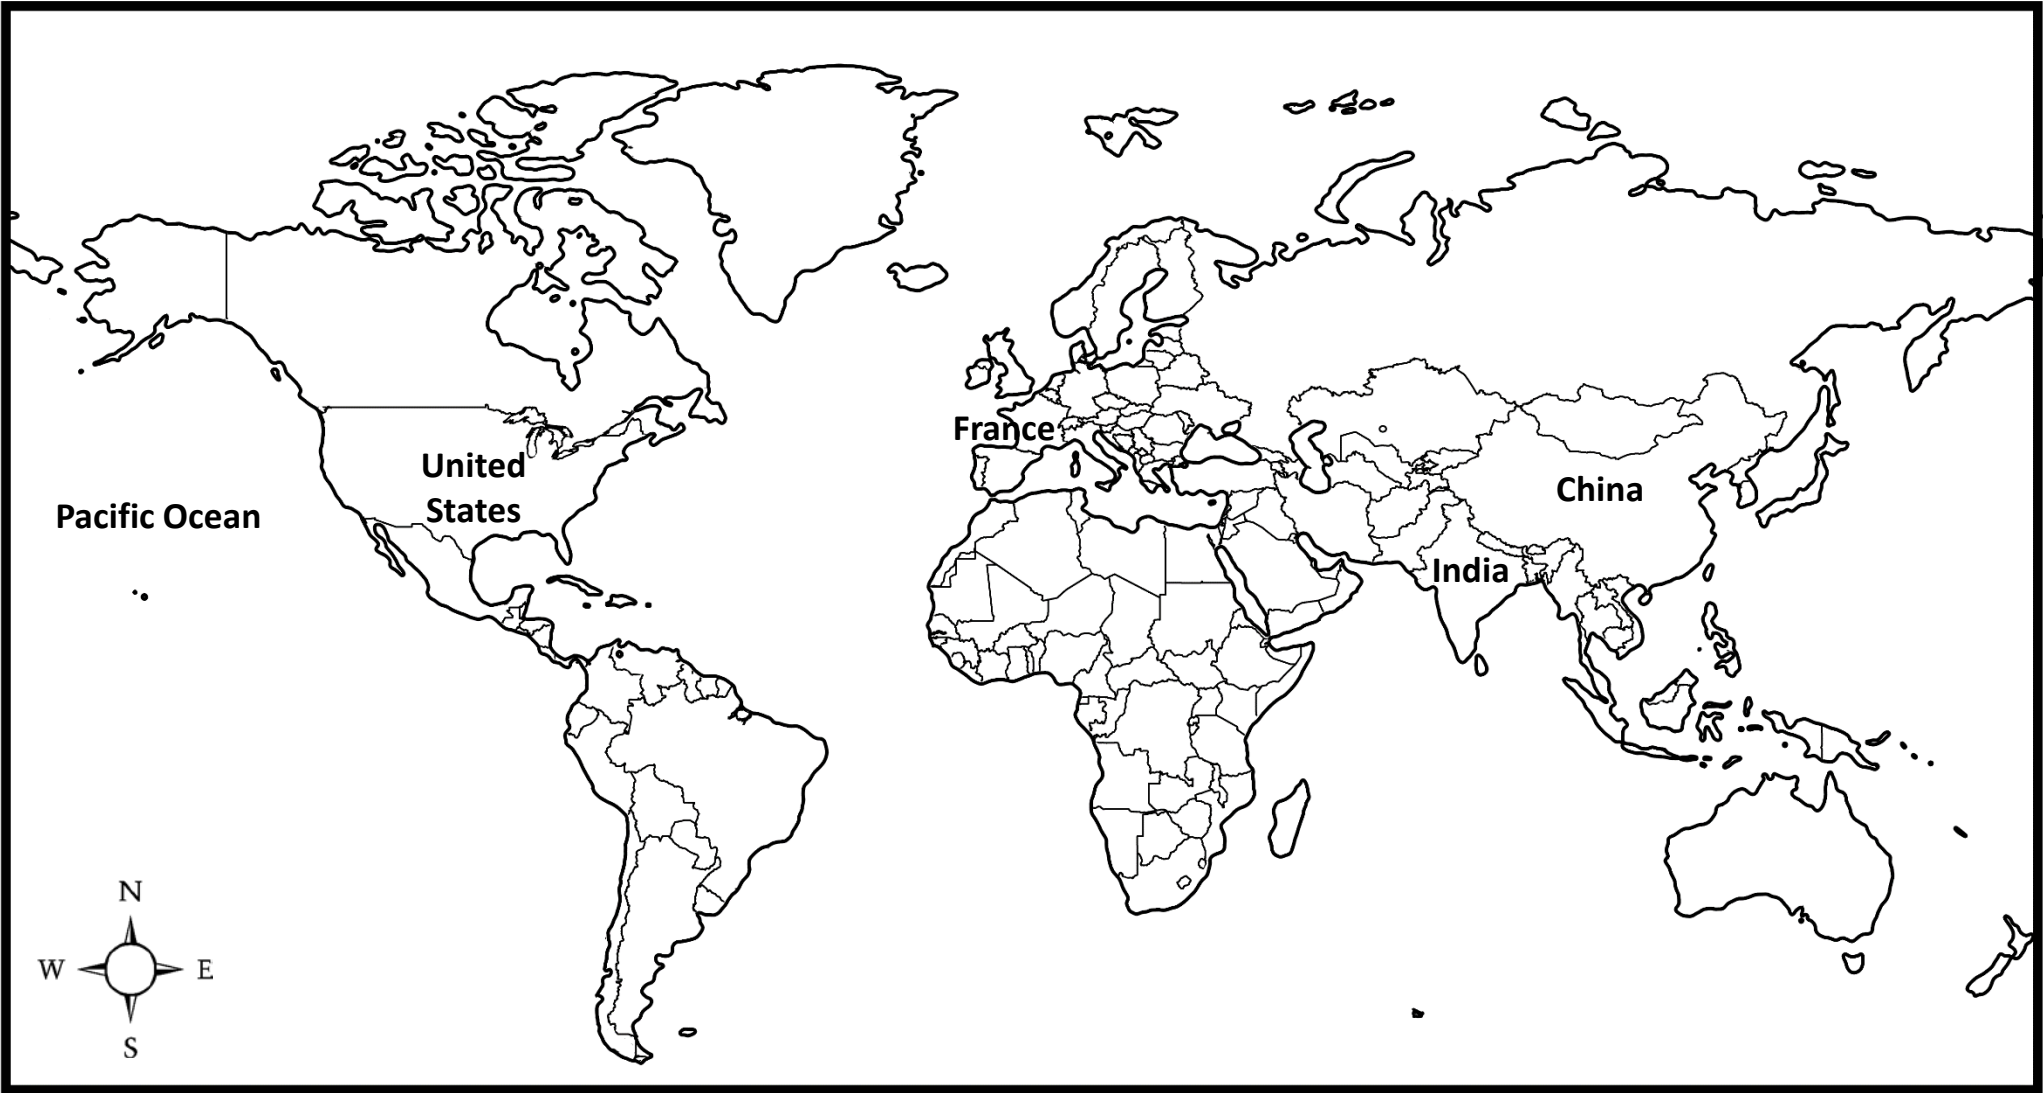 France
United
States
China
Pacific Ocean
India
N
W
E
S